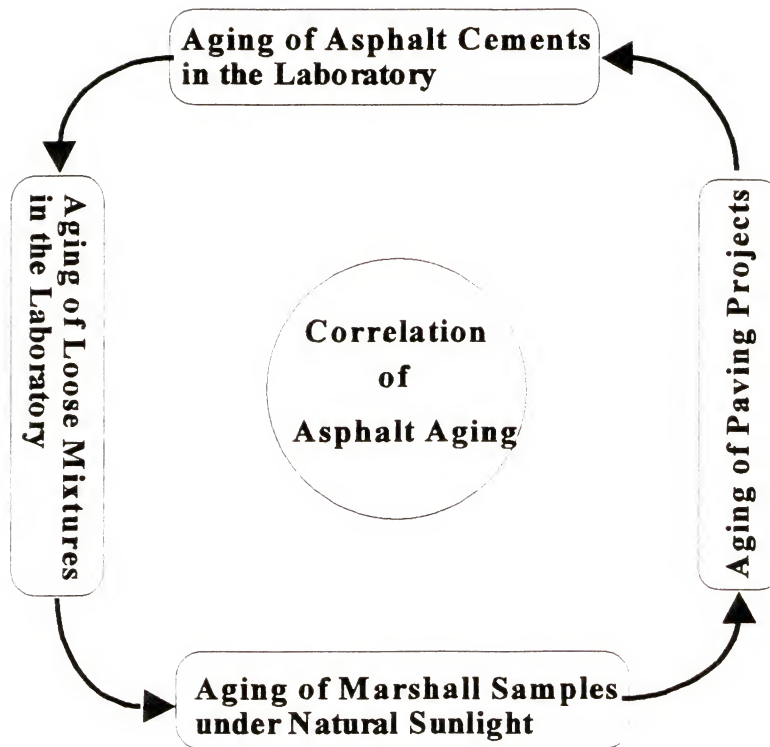 Aging of Asphalt Cements
in the Laboratory
Aging of Loose Mixtures
in the Laboratory
Correlation
of
Asphalt Aging
Aging of Paving Projects
Aging of Marshall Samples
under Natural Sunlight